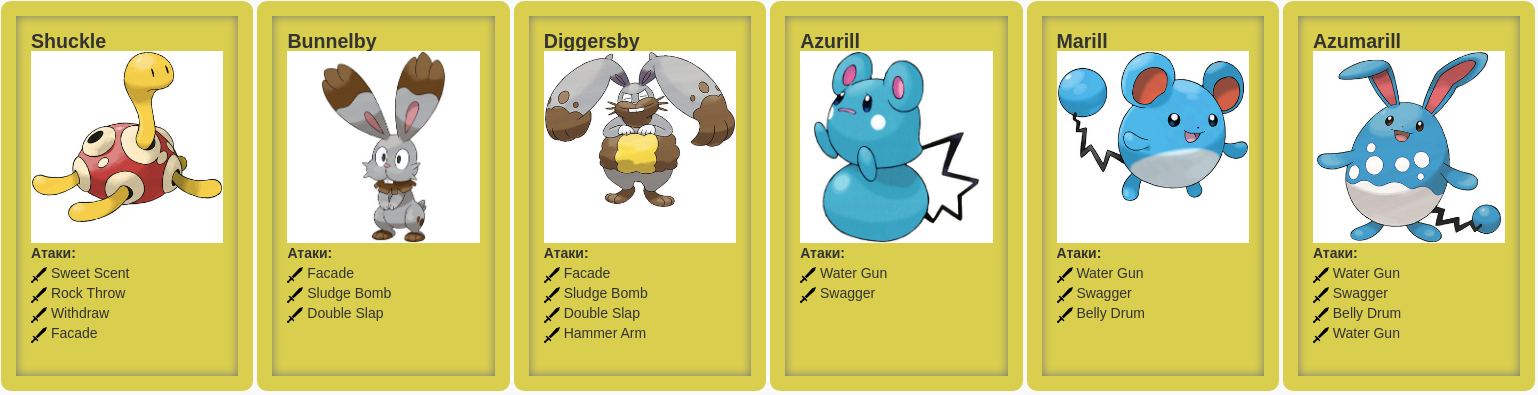 Shuckle
Атаки:
Sweet Scent
Rock Throw
Withdraw
Facade
Bunnelby
Атаки:
Facade
Sludge Bomb
Double Slap
Diggersby
Атаки:
Facade
Sludge Bomb
Double Slap
Hammer Arm
Azurill
Атаки:
Water Gun
Swagger
Marill
Атаки:
Water Gun
Swagger
Belly Drum
Azumarill
Атаки:
Water Gun
Swagger
Belly Drum
Water Gun